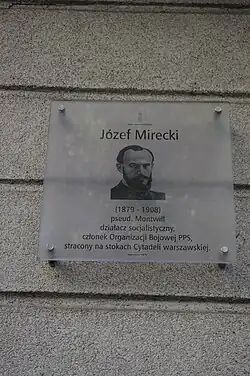 Józef Mirecki
(1879 - 1908)
pseud. Montwiłł
działacz socjalistyczny,
członek Organizacji Bojowej PPS,
stracony na stokach Cytadeli warszawskiej.